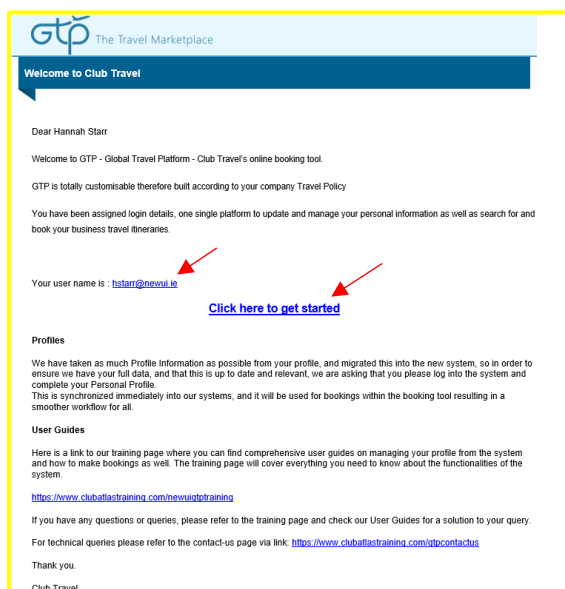 Gtp The Travel Marketplace
Welcome to Club Travel
Dear Hannah Starr
Welcome to GTP - Global Travel Platform - Club Travel's online booking tool.
GTP is totally customisable therefore built according to your company Travel Policy
You have been assigned login details, one single platform to update and manage your personal information as well as search for and
book your business travel itineraries.
Your user name is : hstarr@newui.ie
Click here to get started
Profiles
We have taken as much Profile Information as possible from your profile, and migrated this into the new system, so in order to
ensure we have your full data, and that this is up to date and relevant, we are asking that you please log into the system and
complete your Personal Profile.
This is synchronized immediately into our systems, and it will be used for bookings within the booking tool resulting in a
smoother workflow for all.
User Guides
Here is a link to our training page where you can find comprehensive user guides on managing your profile from the system
and how to make bookings as well. The training page will cover everything you need to know about the functionalities of the
system.
https://www.clubatlastraining.com/newuigtptraining
If you have any questions or queries, please refer to the training page and check our User Guides for a solution to your query.
For technical queries please refer to the contact-us page via link: https://www.clubatlastraining.com/gtpcontactus
Thank you.
Club Travel